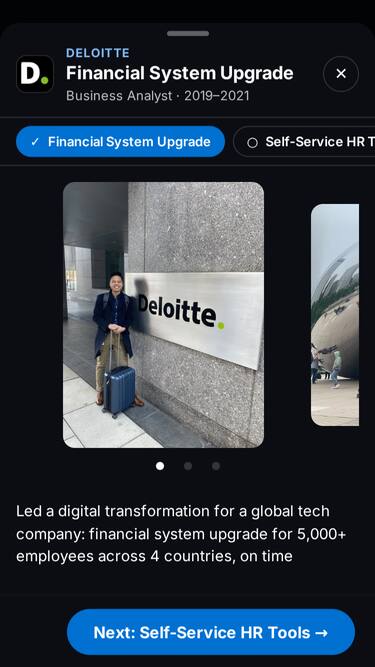 D.
DELOITTE
Financial System Upgrade
Business Analyst · 2019–2021
✕
✓ Financial System Upgrade
Self-Service HR T
Deloitte.
Led a digital transformation for a global tech
company: financial system upgrade for 5,000+
employees across 4 countries, on time
Next: Self-Service HR Tools →